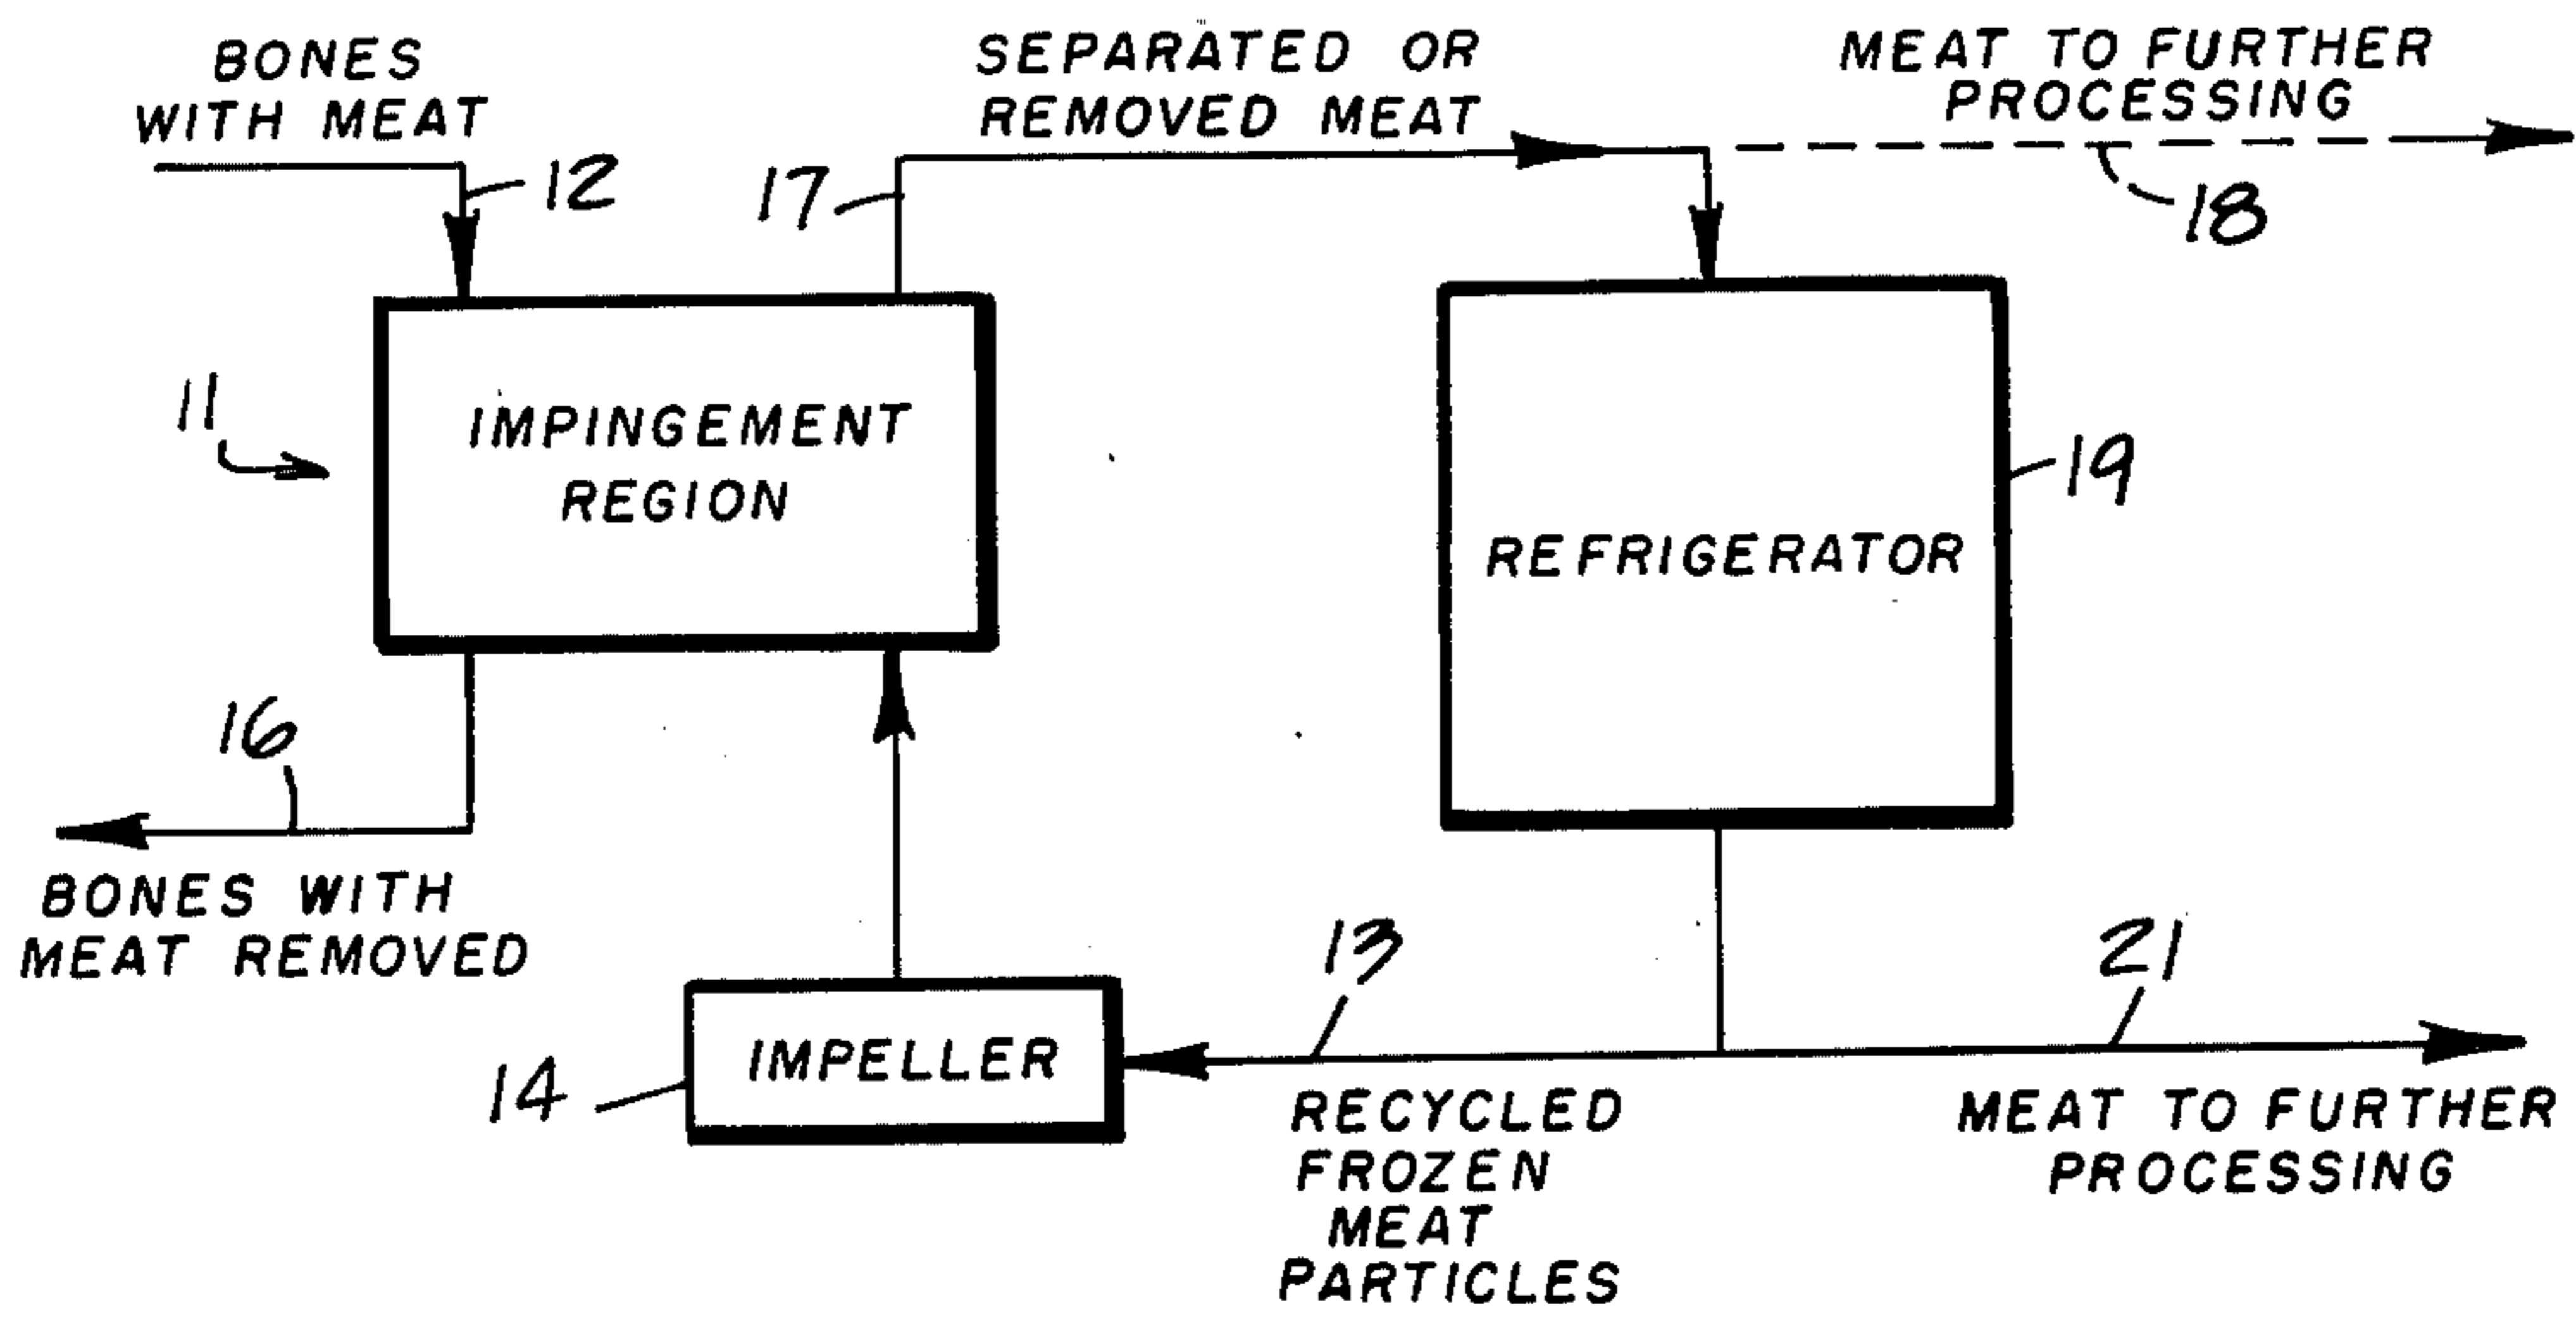 BONES
WITH MEAT
12
17
SEPARATED OR
REMOVED MEAT
MEAT TO FURTHER
PROCESSING
18
11
IMPINGEMENT
REGION
REFRIGERATOR
19
16
BONES WITH
MEAT REMOVED
14
IMPELLER
13
RECYCLED
FROZEN
MEAT
PARTICLES
21
MEAT TO FURTHER
PROCESSING